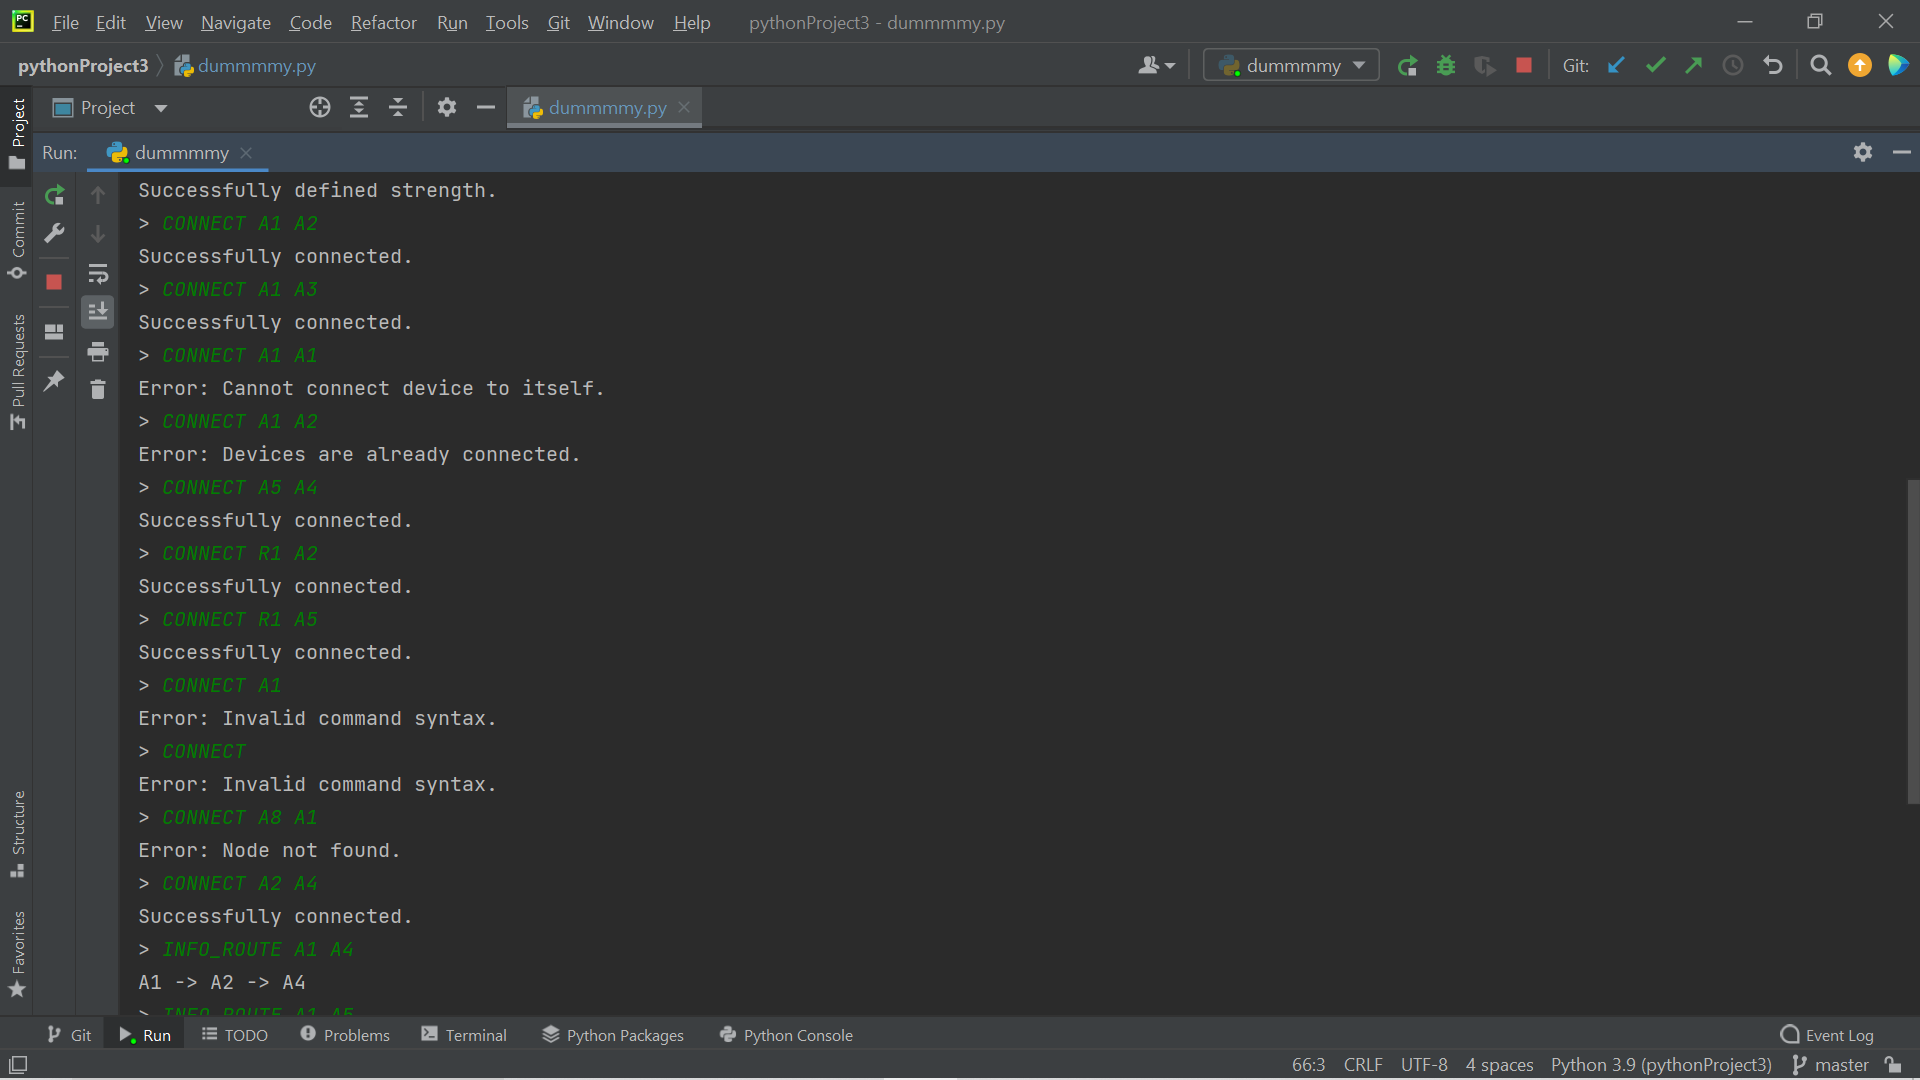 PC File Edit View Navigate Code Refactor Run Tools Git Window Help pythonProject3 - dummmmy.py
pythonProject3 dummmmy.py dummmmy Git:
Project dummmmy.py
Run: dummmmy
Project
Commit
Pull Requests
Structure
Favorites
Successfully defined strength.
> CONNECT A1 A2
Successfully connected.
> CONNECT A1 A3
Successfully connected.
> CONNECT A1 A1
Error: Cannot connect device to itself.
> CONNECT A1 A2
Error: Devices are already connected.
> CONNECT A5 A4
Successfully connected.
> CONNECT R1 A2
Successfully connected.
> CONNECT R1 A5
Successfully connected.
> CONNECT A1
Error: Invalid command syntax.
> CONNECT
Error: Invalid command syntax.
> CONNECT A8 A1
Error: Node not found.
> CONNECT A2 A4
Successfully connected.
> INFO_ROUTE A1 A4
A1 -> A2 -> A4
> INFO_ROUTE A1 A5
Git Run TODO Problems Terminal Python Packages Python Console Event Log
66:3 CRLF UTF-8 4 spaces Python 3.9 (pythonProject3) master